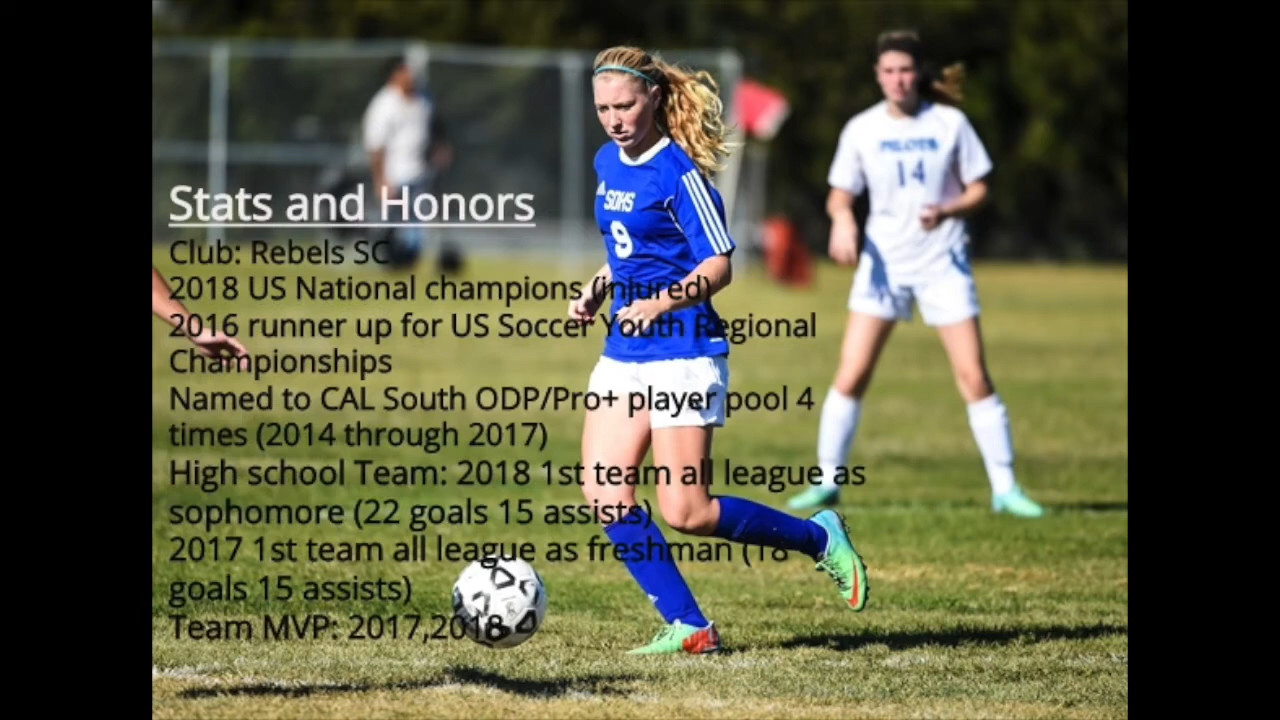 Stats and Honors
Club: Rebels SC
2018 US National champions (injured)
2016 runner up for US Soccer Youth Regional
Championships
Named to CAL South ODP/Pro+ player pool 4
times (2014 through 2017)
High school Team: 2018 1st team all league as
sophomore (22 goals 15 assists)
2017 1st team all league as freshman (18
goals 15 assists)
Team MVP: 2017,2018
SOHS
9
PILOTS
14